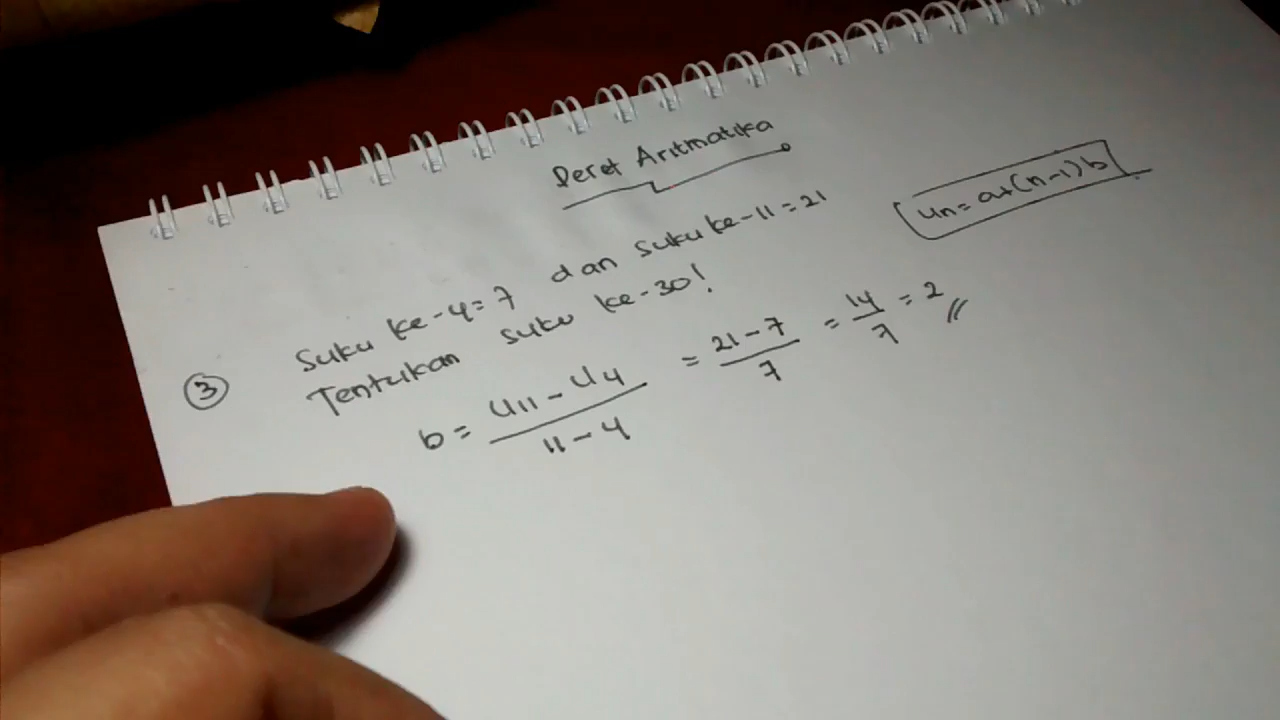 Deret Aritmatika
Un = a+(n-1)b
③ Suku ke-4=7 dan suku ke-11=21
Tentukan suku ke-30!
b = U11 - U4 / 11 - 4 = 21 - 7 / 7 = 14 / 7 = 2 //